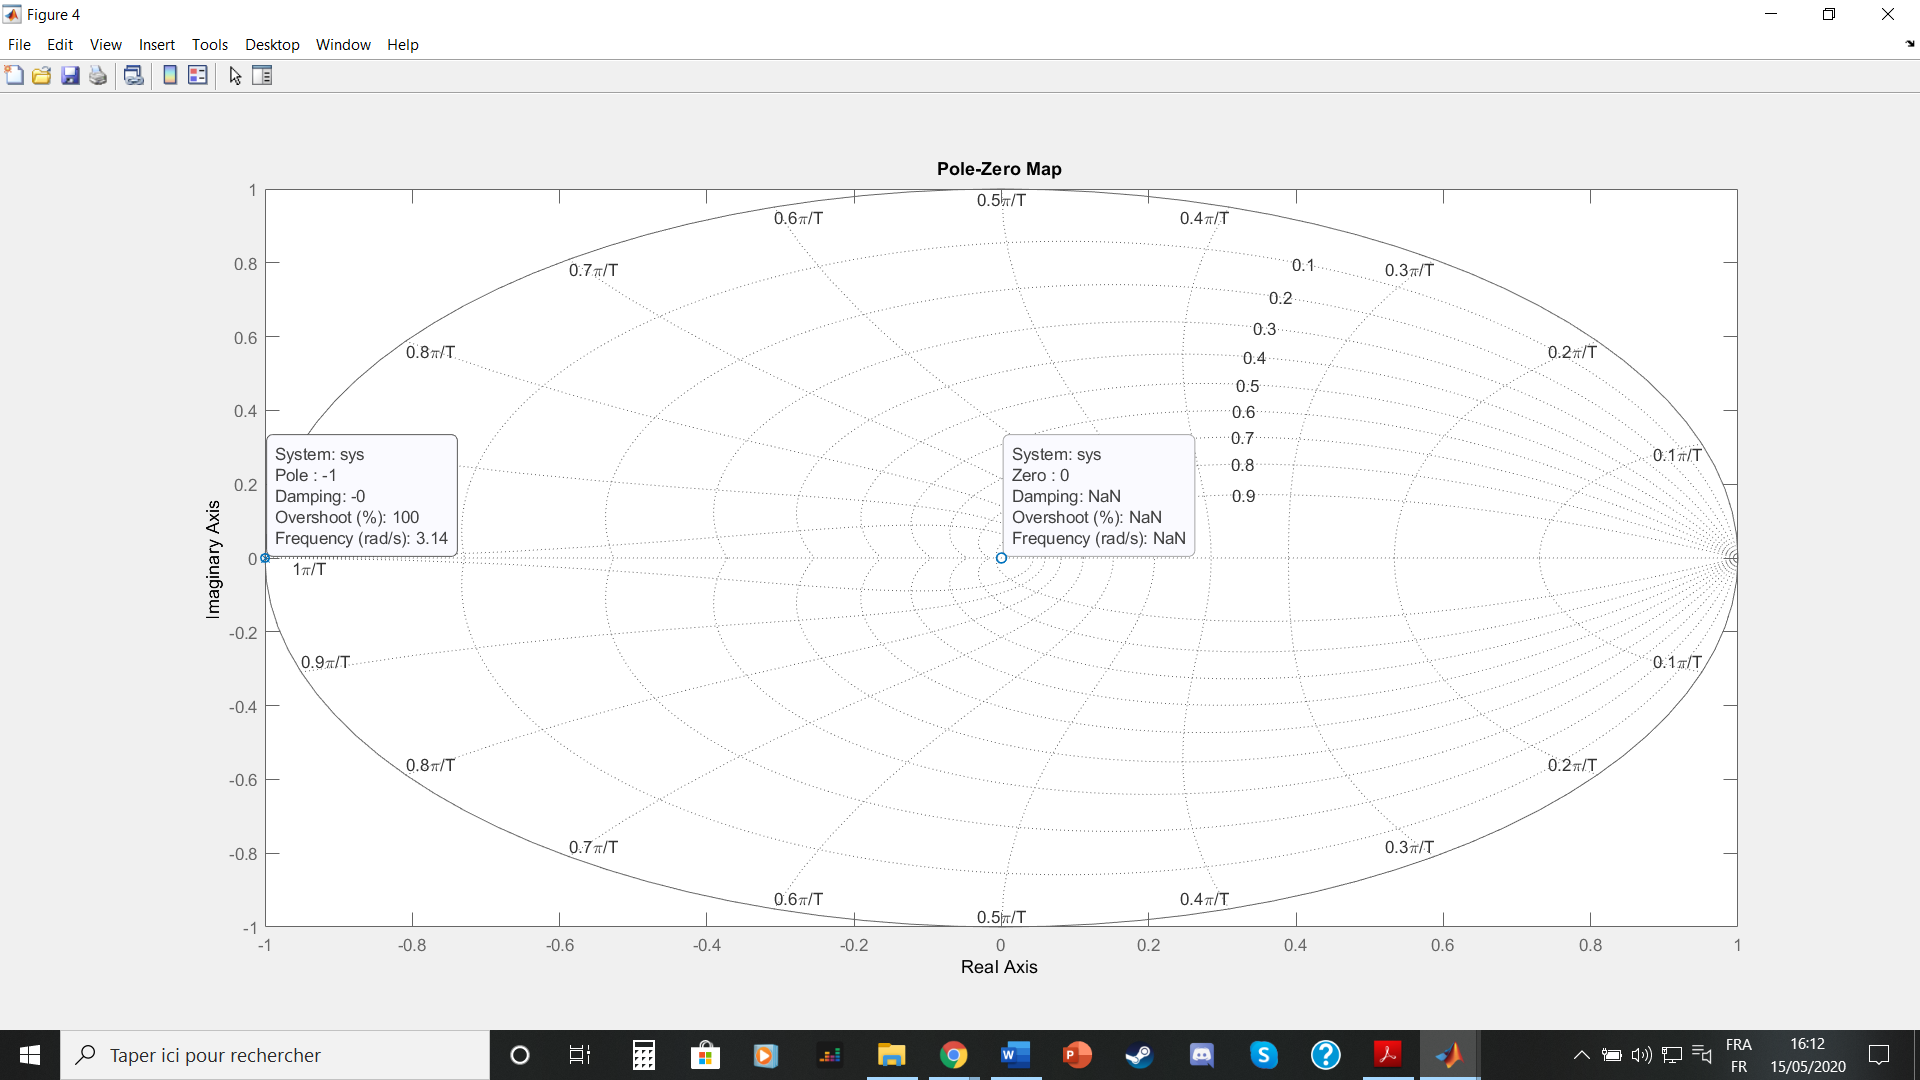 Figure 4
File Edit View Insert Tools Desktop Window Help
Pole-Zero Map
1
0.5π/T
0.6π/T
0.4π/T
0.8
0.7π/T
0.1
0.3π/T
0.2
0.3
0.6
0.8π/T
0.4
0.2π/T
0.5
0.4
0.6
0.7
0.1π/T
0.8
0.2
0.9
System: sys
Pole : -1
Damping: -0
Overshoot (%): 100
Frequency (rad/s): 3.14
System: sys
Zero : 0
Damping: NaN
Overshoot (%): NaN
Frequency (rad/s): NaN
Imaginary Axis
0
1π/T
-0.2
0.9π/T
0.1π/T
-0.4
0.8π/T
0.2π/T
-0.6
-0.8
0.7π/T
0.3π/T
0.6π/T
0.4π/T
0.5π/T
-1
-1 -0.8 -0.6 -0.4 -0.2 0 0.2 0.4 0.6 0.8 1
Real Axis
Taper ici pour rechercher
FRA
FR
16:12
15/05/2020